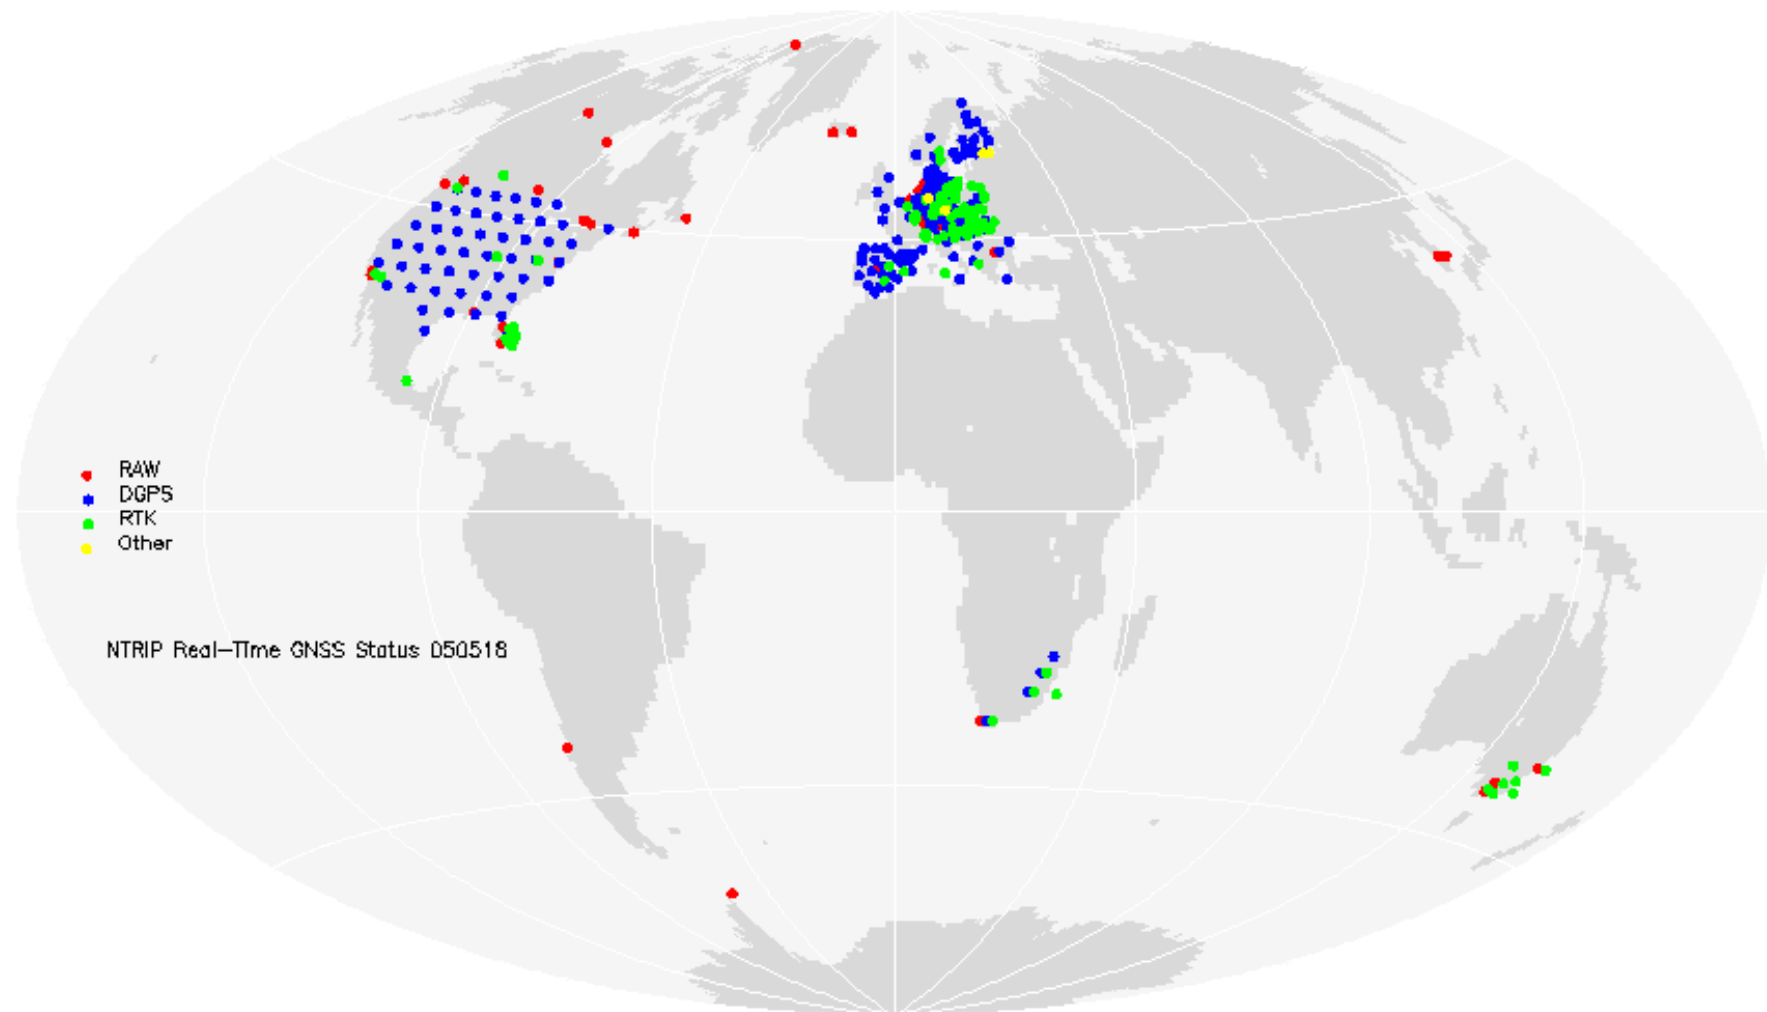 RAW
DGPS
RTK
Other
NTRIP Real-Time GNSS Status 050518